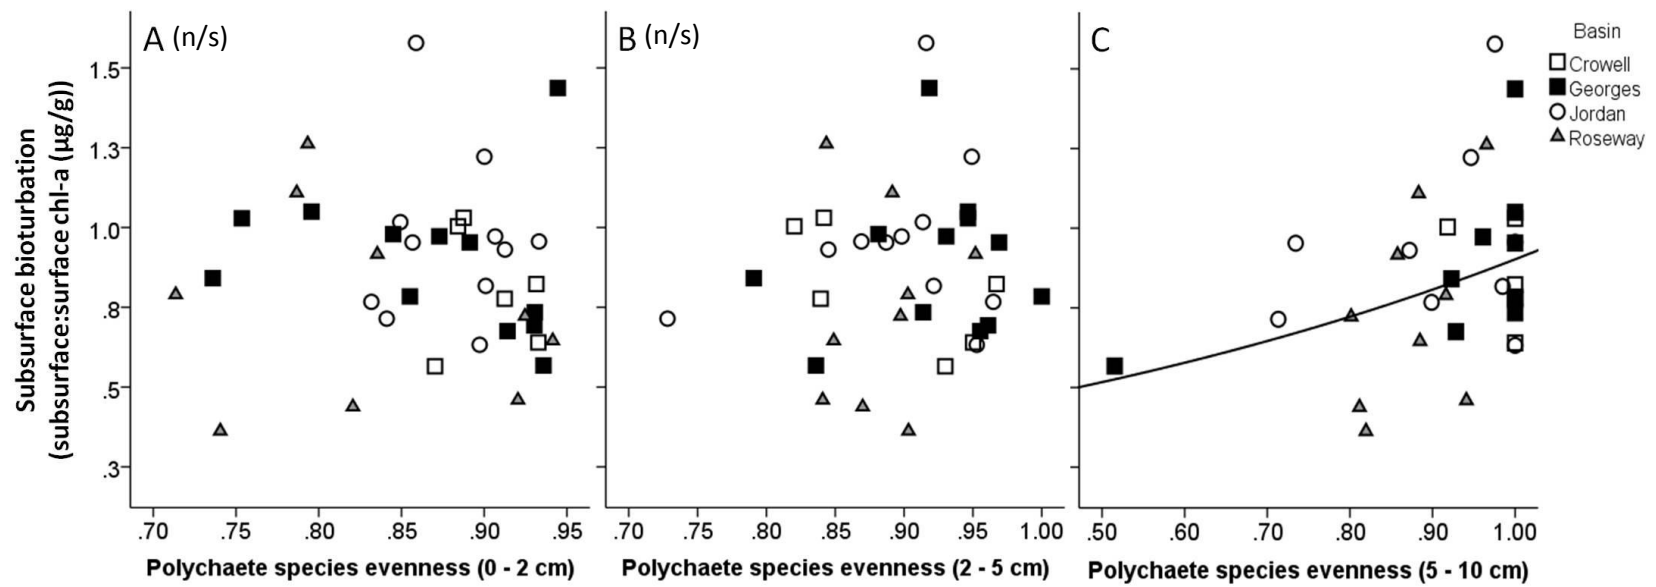 A (n/s)
B (n/s)
C
Basin
Crowell
Georges
Jordan
Roseway
Subsurface bioturbation
(subsurface:surface chl-a (µg/g))
1.5
1.3
1.0
.8
.5
.3
.70 .75 .80 .85 .90 .95
.70 .75 .80 .85 .90 .95 1.00
.50 .60 .70 .80 .90 1.00
Polychaete species evenness (0 - 2 cm)
Polychaete species evenness (2 - 5 cm)
Polychaete species evenness (5 - 10 cm)